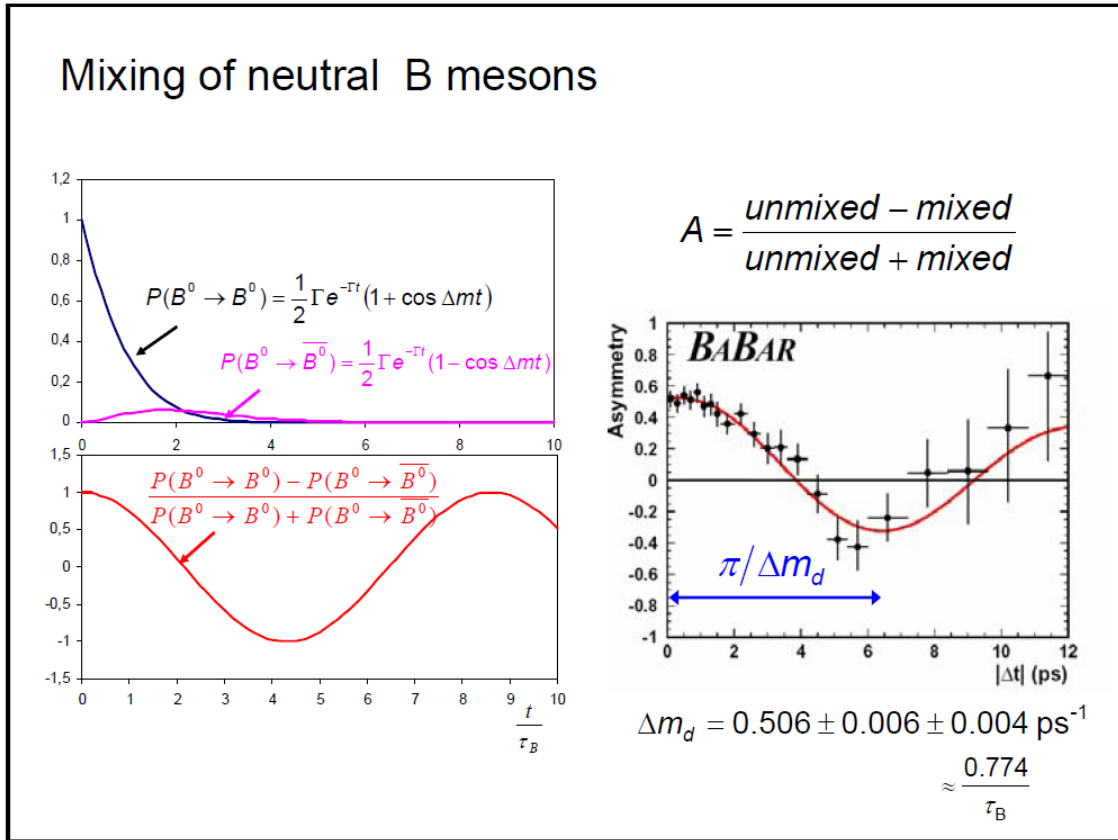 Mixing of neutral B mesons
1,2
1
0,8
0,6
0,4
0,2
0
0 2 4 6 8 10
P(B⁰ → B⁰) = 1/2 Γe^{-Γt}(1 + cos Δmt)
P(B⁰ → B̅⁰) = 1/2 Γe^{-Γt}(1 − cos Δmt)
1,5
1
0,5
0
-0,5
-1
-1,5
0 1 2 3 4 5 6 7 8 9 10
P(B⁰ → B⁰) − P(B⁰ → B̅⁰)
P(B⁰ → B⁰) + P(B⁰ → B̅⁰)
t
τ_B
A = unmixed − mixed
unmixed + mixed
BABAR
Asymmetry
1
0.8
0.6
0.4
0.2
0
-0.2
-0.4
-0.6
-0.8
-1
π/Δm_d
0 2 4 6 8 10 12
|Δt| (ps)
Δm_d = 0.506 ± 0.006 ± 0.004 ps⁻¹
≈ 0.774
τ_B